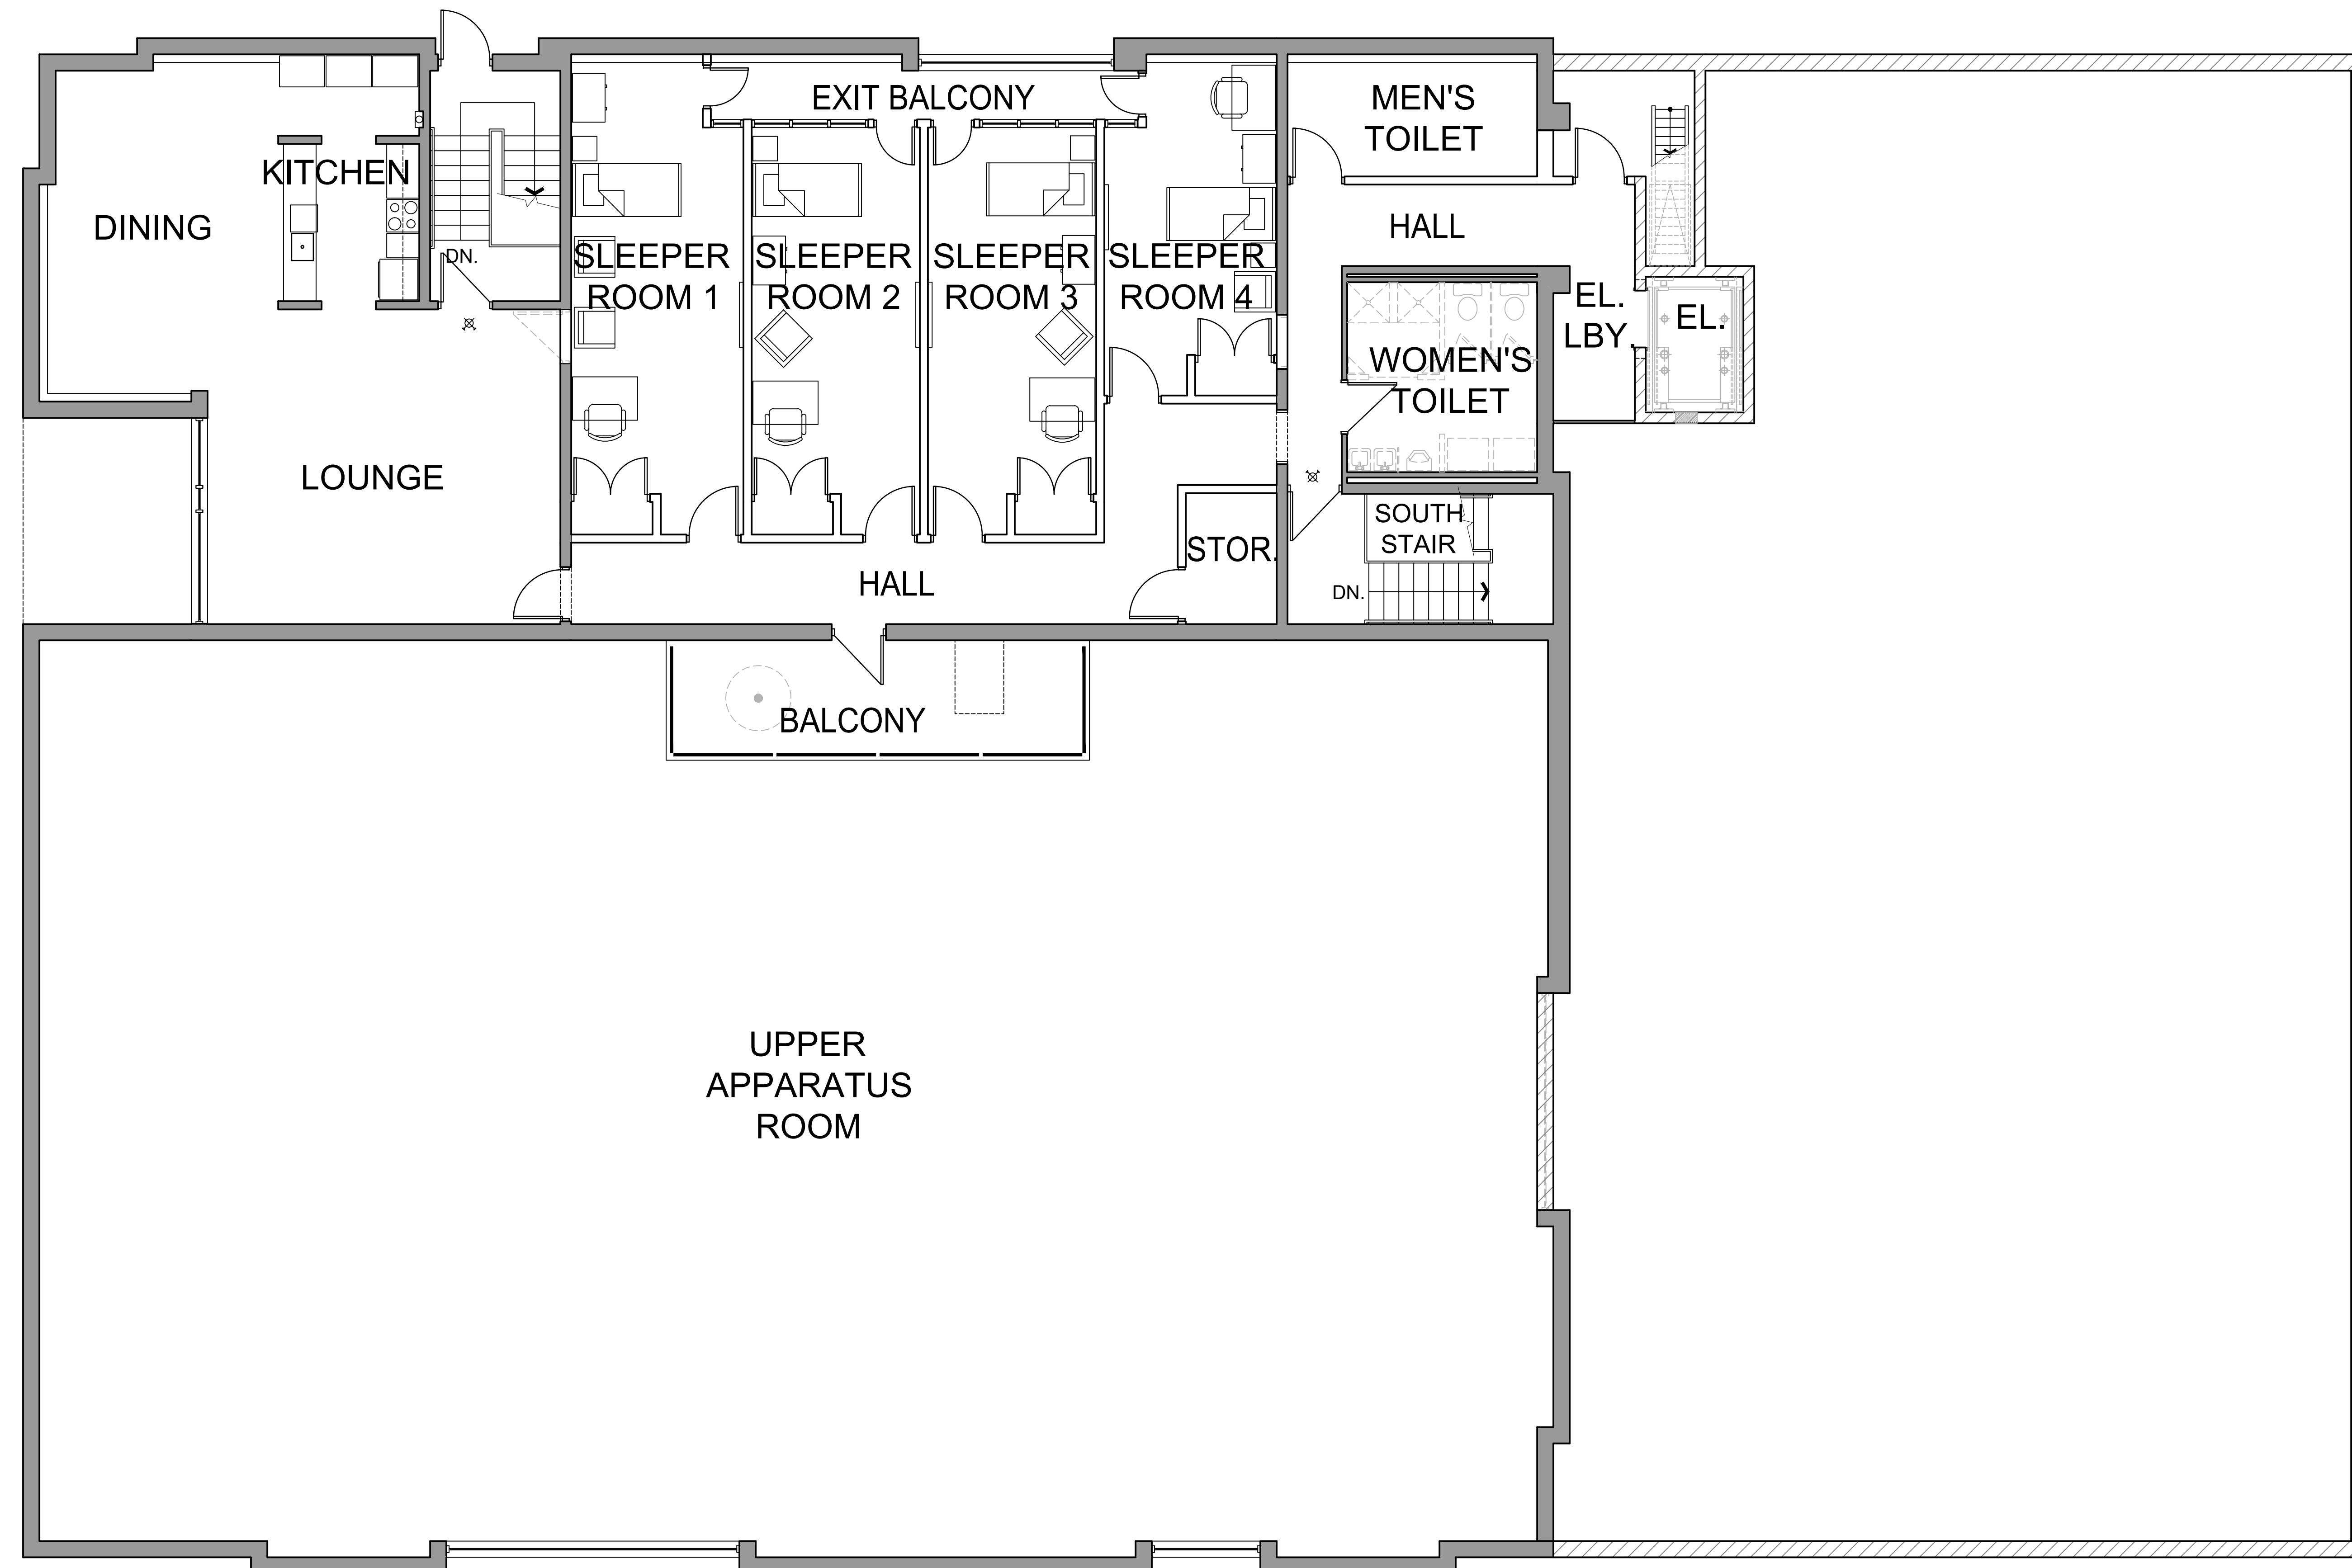 EXIT BALCONY
MEN'S
TOILET
KITCHEN
DINING
HALL
DN.
SLEEPER
ROOM 1
SLEEPER
ROOM 2
SLEEPER
ROOM 3
SLEEPER
ROOM 4
EL.
LBY.
EL.
WOMEN'S
TOILET
LOUNGE
SOUTH
STAIR
STOR.
HALL
DN.
BALCONY
UPPER
APPARATUS
ROOM